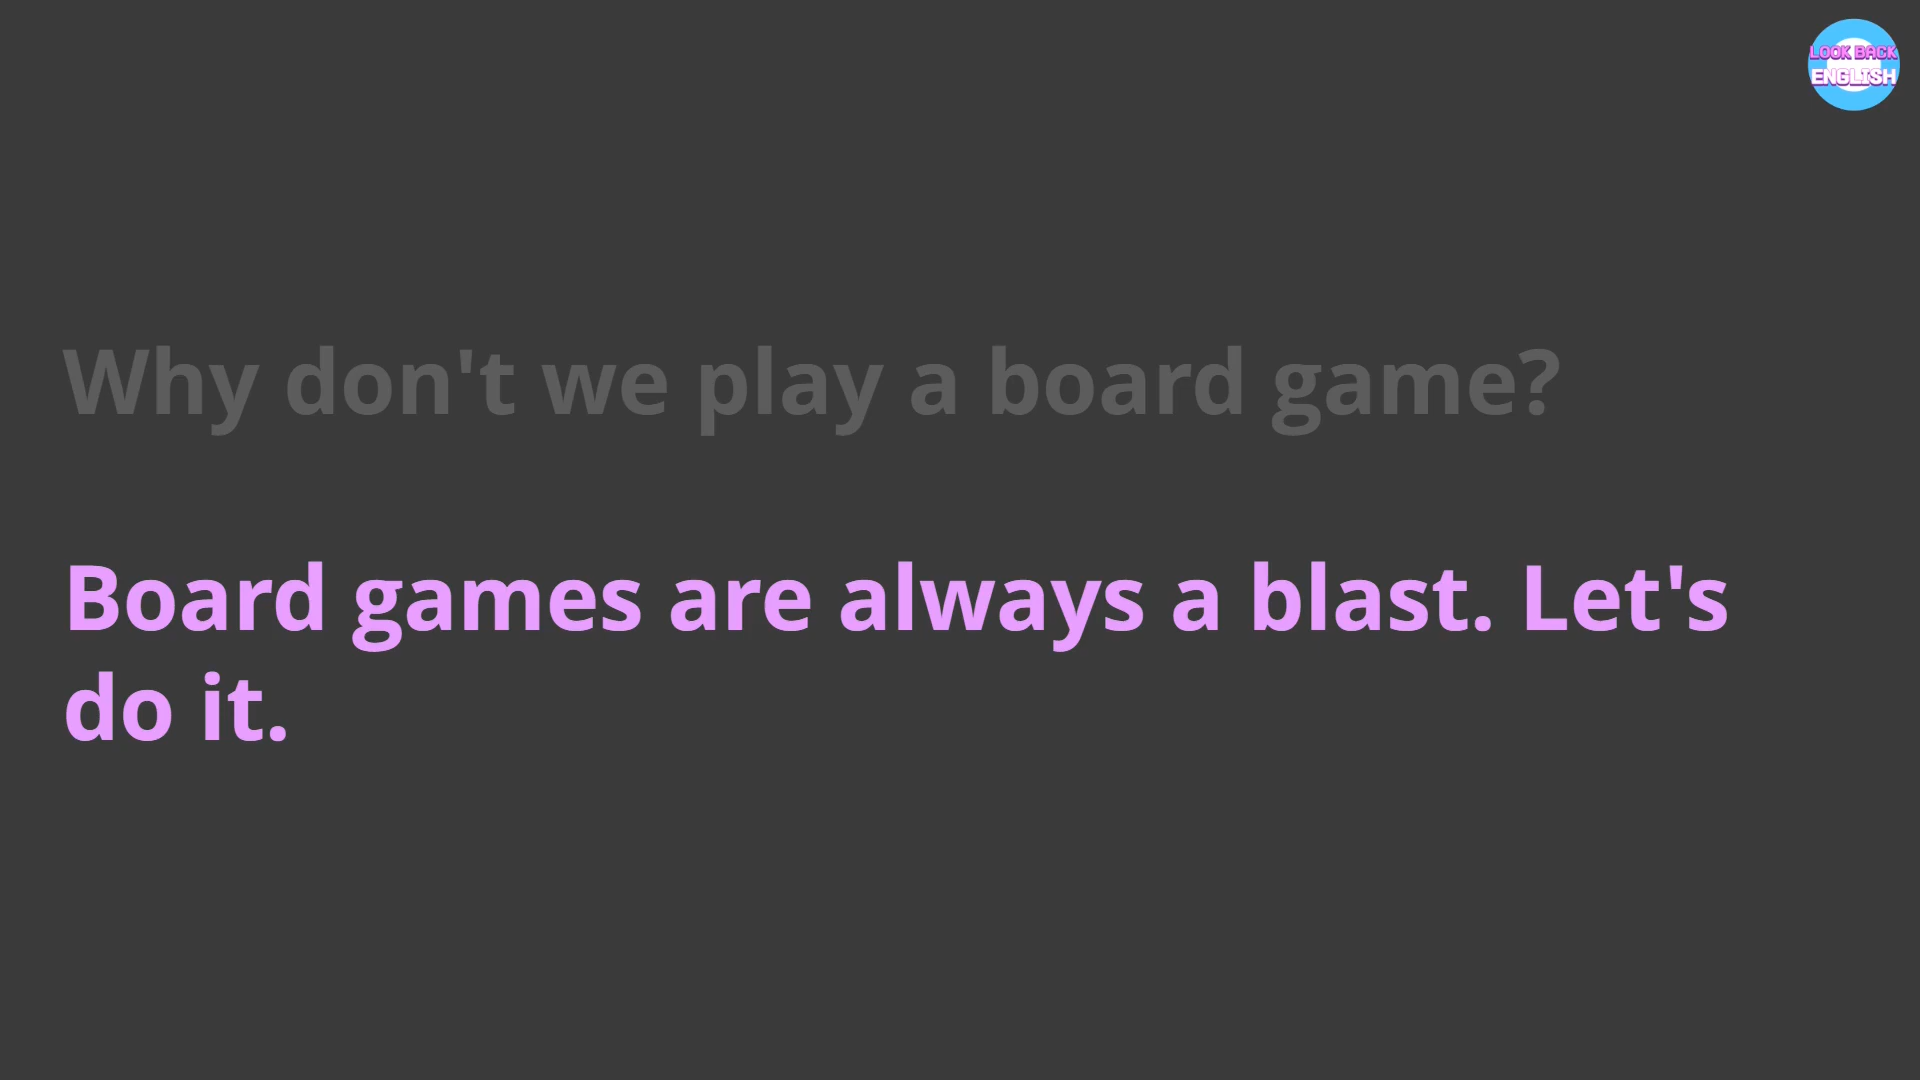 LOOK BACK
ENGLISH
Why don't we play a board game?
Board games are always a blast. Let's
do it.